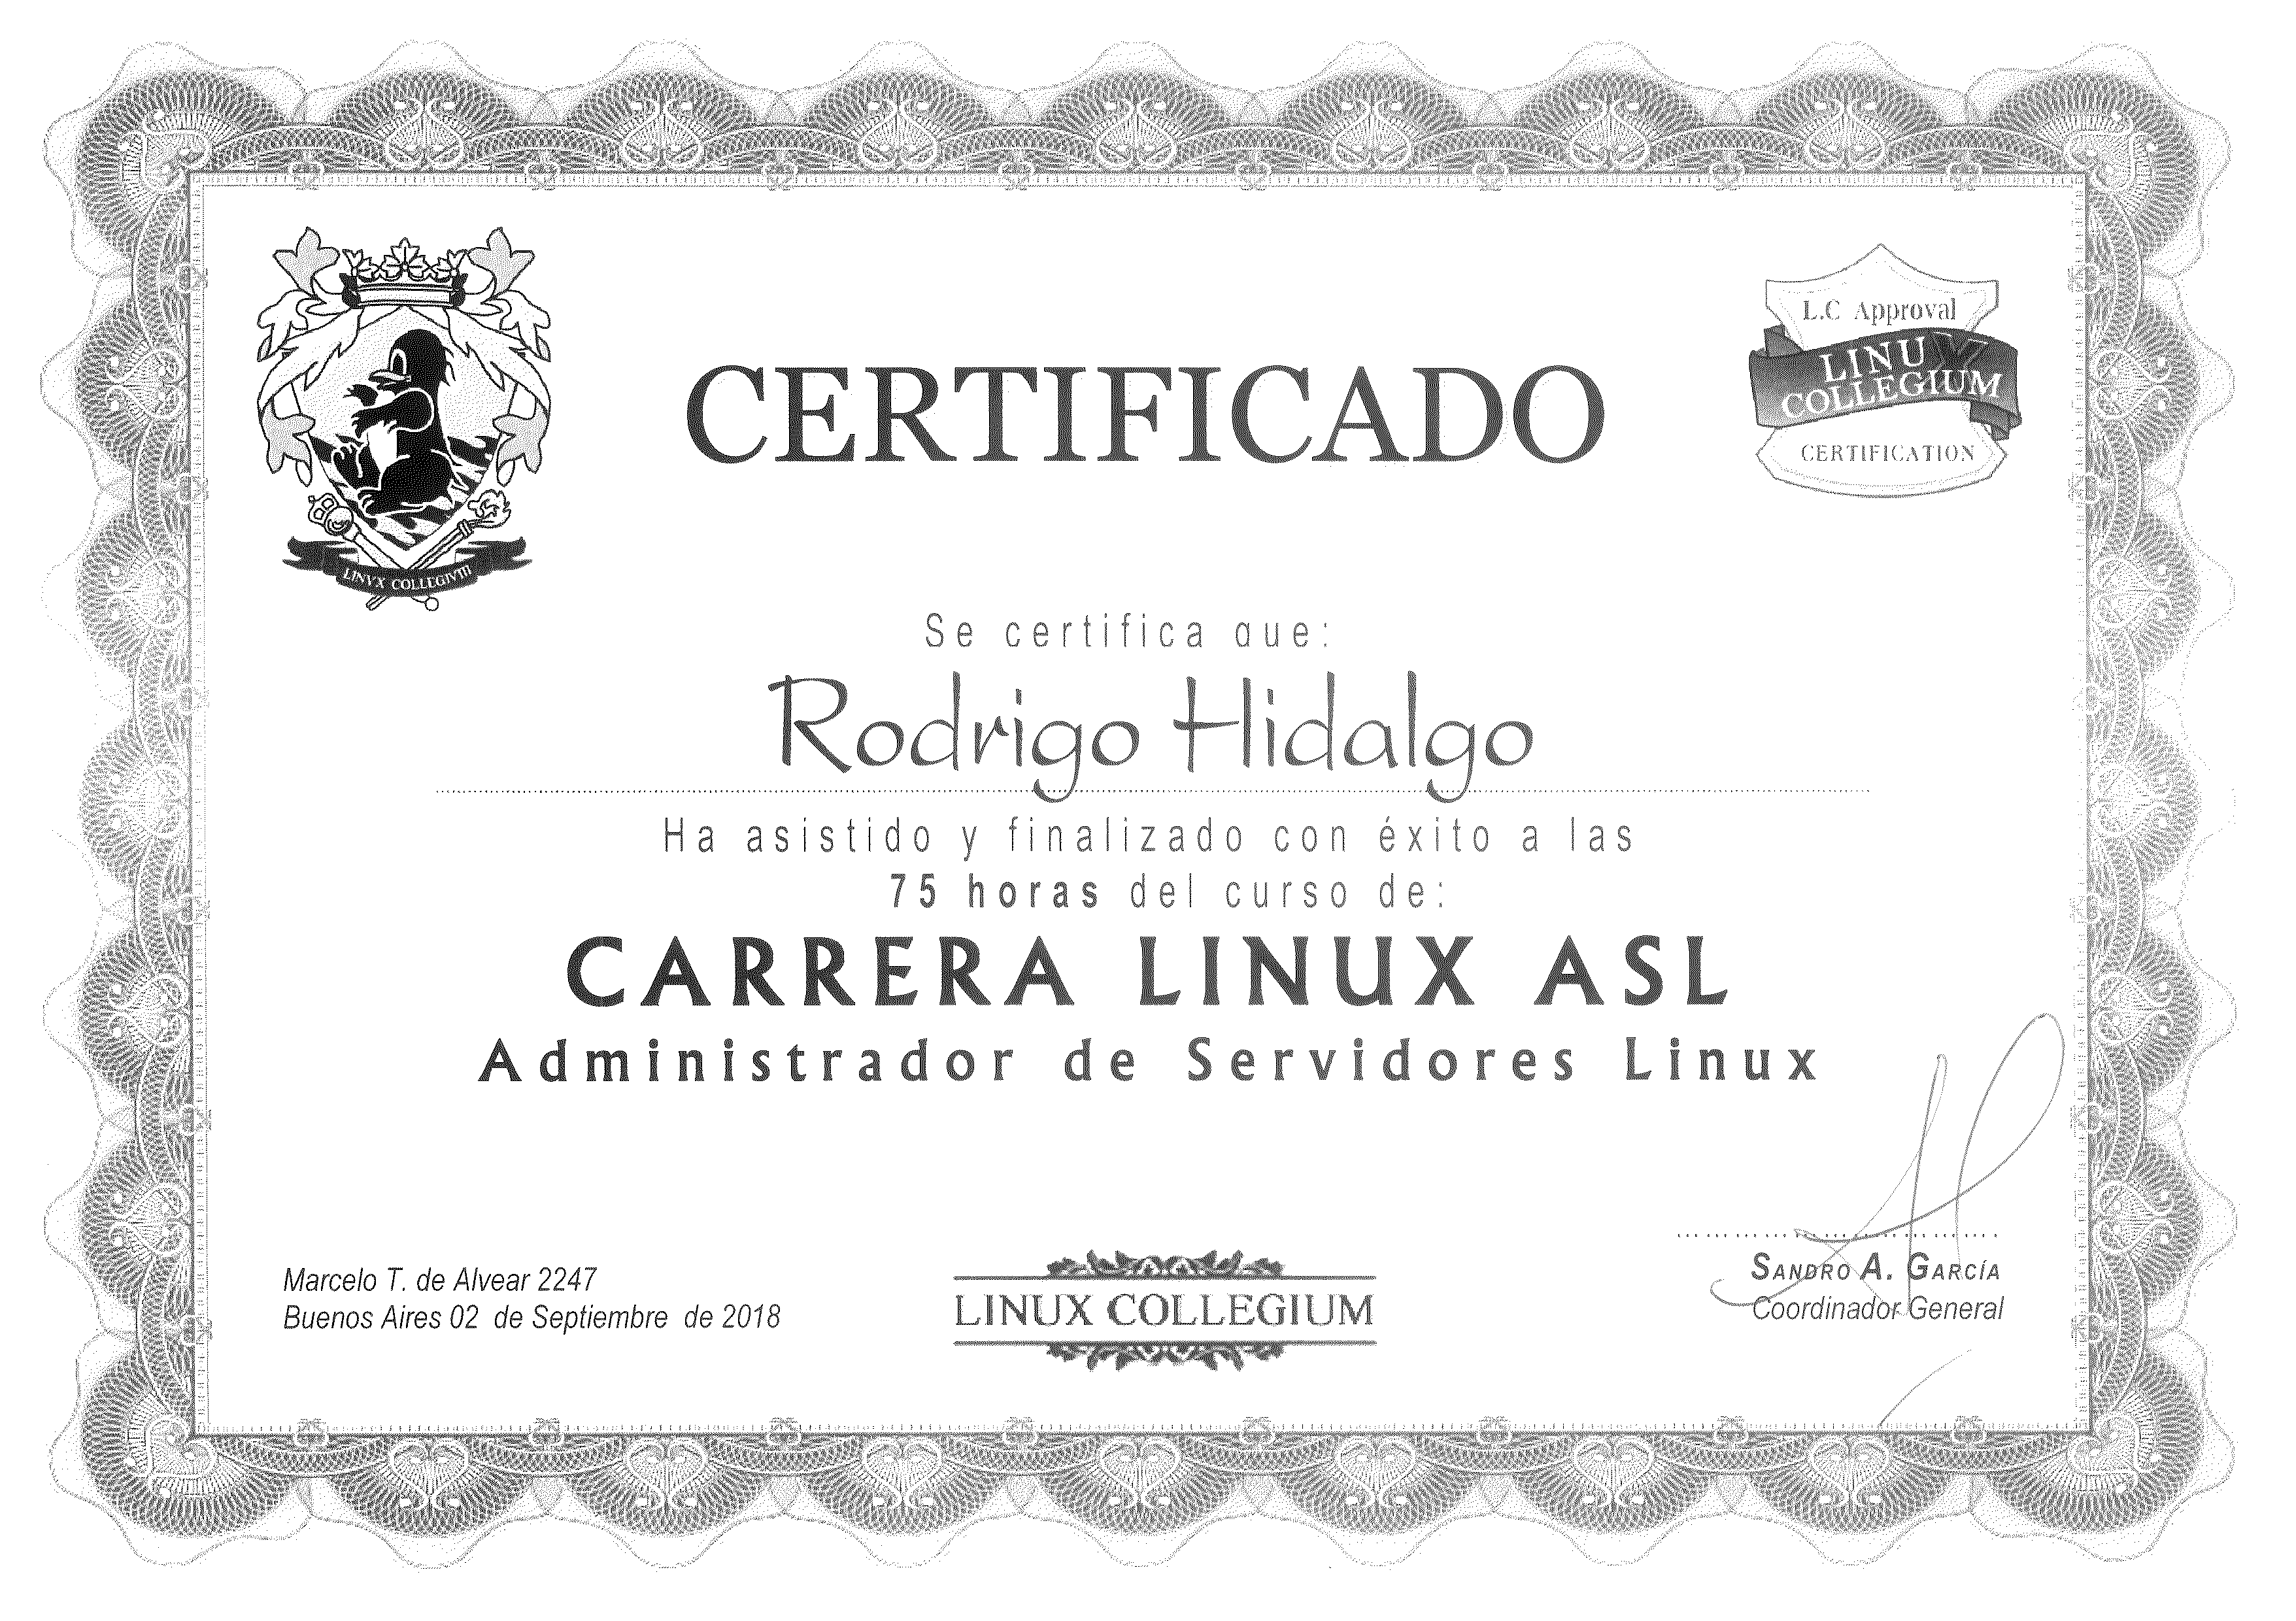 L.C Approval
LINUX
COLLEGIUM
CERTIFICATION
CERTIFICADO
LINVX COLLEGIVM
Se certifica que:
Rodrigo Hidalgo
Ha asistido y finalizado con éxito a las
75 horas del curso de:
CARRERA LINUX ASL
Administrador de Servidores Linux
Marcelo T. de Alvear 2247
Buenos Aires 02 de Septiembre de 2018
LINUX COLLEGIUM
SANDRO A. GARCÍA
Coordinador General